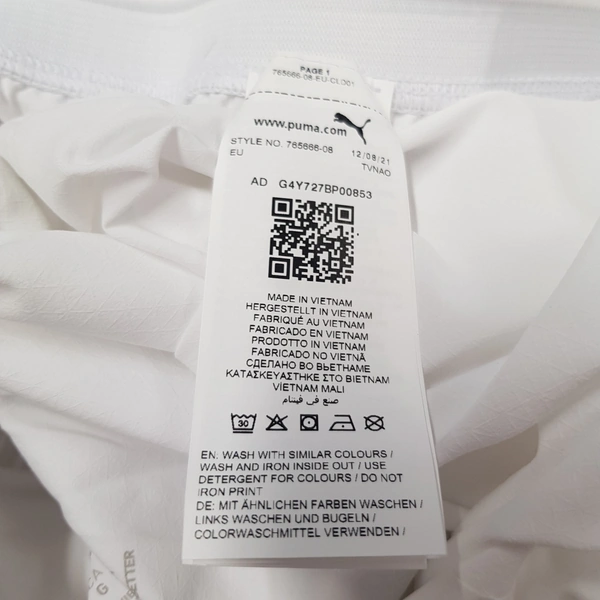 PAGE 1
765666-08-EU-CL001
www.puma.com
STYLE NO. 765666-08 12/08/21
EU TVNAO
AD G4Y727BP00853
MADE IN VIETNAM
HERGESTELLT IN VIETNAM
FABRIQUÉ AU VIETNAM
FABRICADO EN VIETNAM
PRODOTTO IN VIETNAM
FABRICADO NO VIETNÃ
СДЕЛАНО ВО ВЬЕТНАМЕ
ΚΑΤΑΣΚΕΥΑΣΤΗΚΕ ΣΤΟ ΒΙΕΤΝΑΜ
VİETNAM MALI
صنع في فيتنام
30
EN: WASH WITH SIMILAR COLOURS /
WASH AND IRON INSIDE OUT / USE
DETERGENT FOR COLOURS / DO NOT
IRON PRINT
DE: MIT ÄHNLICHEN FARBEN WASCHEN /
LINKS WASCHEN UND BUGELN /
COLORWASCHMITTEL VERWENDEN /